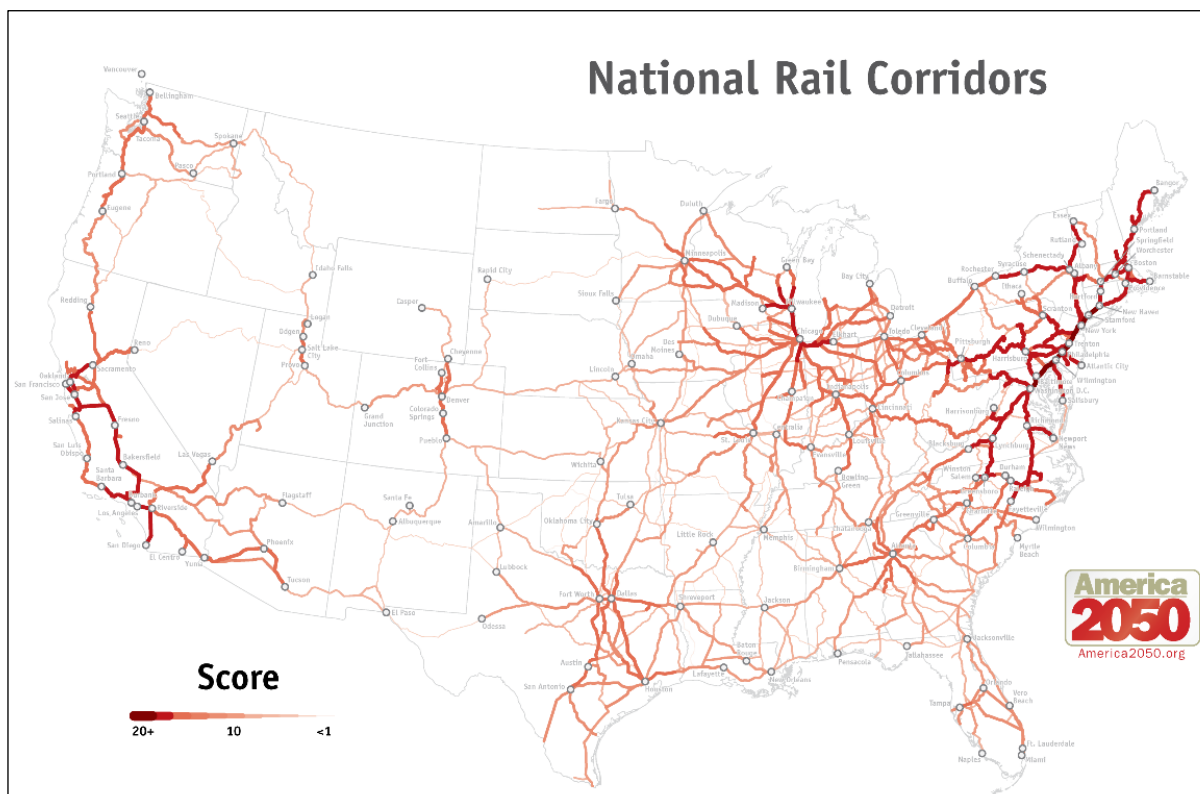 National Rail Corridors
Vancouver
Bellingham
Seattle
Tacoma
Spokane
Pasco
Portland
Eugene
Redding
Reno
Sacramento
Oakland
San Francisco
San Jose
Salinas
Fresno
San Luis
Obispo
Bakersfield
Santa
Barbara
Los Angeles
Riverside
San Diego
El Centro
Yuma
Las Vegas
Phoenix
Tucson
Flagstaff
Idaho Falls
Logan
Ogden
Salt Lake
City
Provo
Grand
Junction
Casper
Cheyenne
Fort
Collins
Denver
Colorado
Springs
Pueblo
Santa Fe
Albuquerque
El Paso
Rapid City
Fargo
Duluth
Minneapolis
Sioux Falls
Omaha
Lincoln
Des
Moines
Dubuque
Madison
Green Bay
Milwaukee
Chicago
Elkhart
Bay City
Detroit
Toledo
Cleveland
Columbus
Indianapolis
Cincinnati
Louisville
Evansville
Bowling
Green
Centralia
St. Louis
Kansas City
Wichita
Tulsa
Oklahoma City
Amarillo
Lubbock
Odessa
Fort Worth
Dallas
Austin
San Antonio
Houston
Shreveport
Little Rock
Memphis
Jackson
Baton
Rouge
Lafayette
New Orleans
Birmingham
Chattanooga
Atlanta
Greenville
Columbia
Charlotte
Pensacola
Tallahassee
Jacksonville
Orlando
Tampa
Vero
Beach
Ft. Lauderdale
Miami
Naples
Myrtle
Beach
Wilmington
Fayetteville
Raleigh
Durham
Greensboro
Winston
Salem
Blacksburg
Lynchburg
Harrisonburg
Richmond
Newport
News
Washington D.C.
Salisbury
Wilmington
Atlantic City
Philadelphia
Trenton
New York
Stamford
New Haven
Hartford
Providence
Barnstable
Boston
Worchester
Springfield
Portland
Bangor
Essex
Rutland
Albany
Schenectady
Syracuse
Rochester
Buffalo
Ithaca
Scranton
Harrisburg
Pittsburgh
America
2050
America2050.org
Score
20+ 10 <1